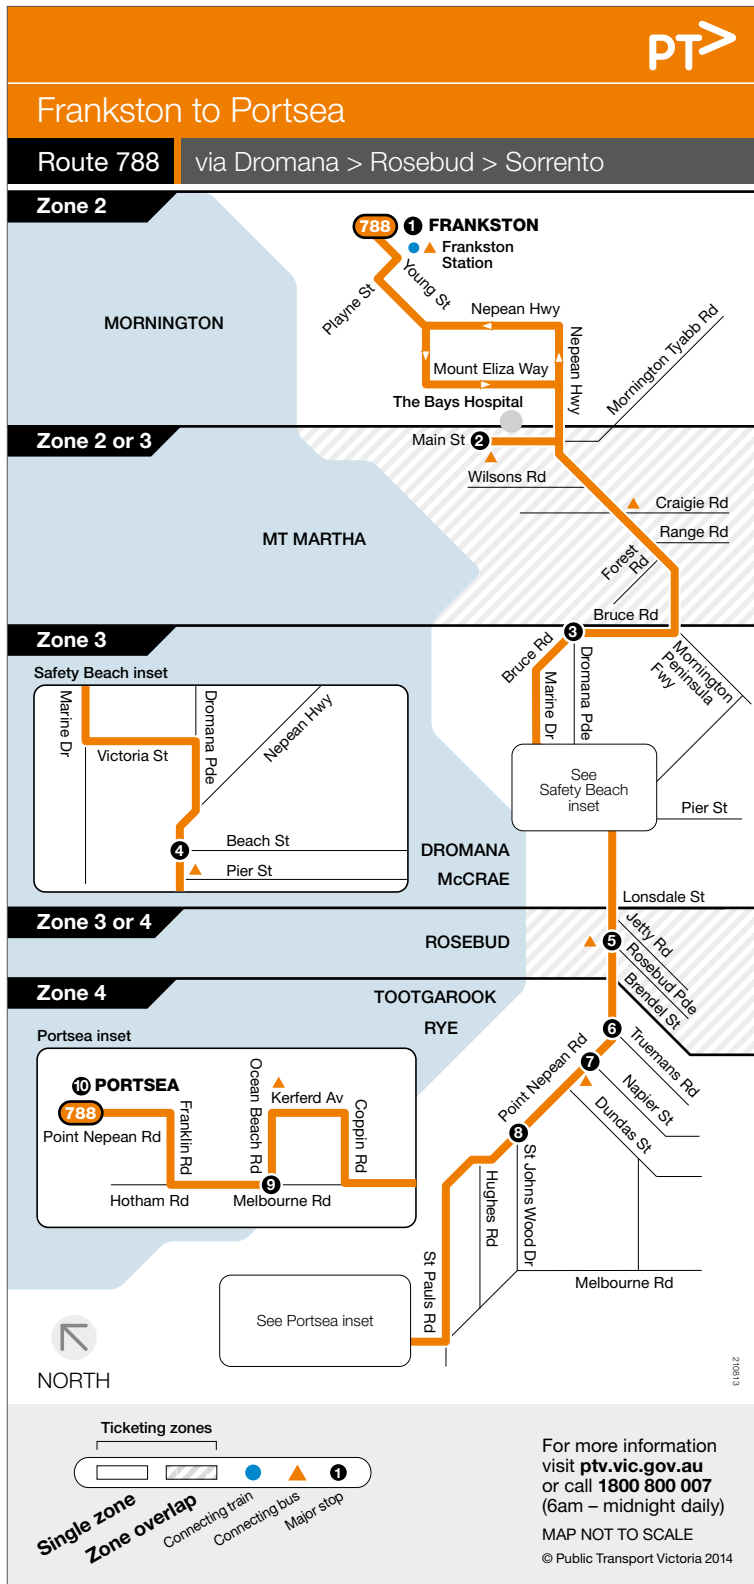 PT>
Frankston to Portsea
Route 788
via Dromana > Rosebud > Sorrento
Zone 2
788
1 FRANKSTON
Frankston
Station
Young St
Playne St
MORNINGTON
Nepean Hwy
Mount Eliza Way
Nepean Hwy
Mornington Tyabb Rd
The Bays Hospital
Zone 2 or 3
Main St
2
Wilsons Rd
Craigie Rd
Range Rd
MT MARTHA
Forest
Rd
Bruce Rd
Zone 3
3
Bruce Rd
Marine Dr
Dromana Pde
Mornington
Peninsula
Fwy
Safety Beach inset
Marine Dr
Dromana Pde
Nepean Hwy
Victoria St
4
Beach St
Pier St
See
Safety Beach
inset
Pier St
DROMANA
McCRAE
Lonsdale St
Zone 3 or 4
ROSEBUD
5
Jetty Rd
Rosebud Pde
Brendel St
Zone 4
TOOTGAROOK
RYE
6
Truemans Rd
Point Nepean Rd
7
Napier St
Dundas St
8
St Johns Wood Dr
Hughes Rd
St Pauls Rd
Melbourne Rd
Portsea inset
10 PORTSEA
788
Point Nepean Rd
Franklin Rd
Hotham Rd
Ocean Beach Rd
Kerferd Av
Coppin Rd
9
Melbourne Rd
See Portsea inset
NORTH
210813
Ticketing zones
1
Single zone
Zone overlap
Connecting train
Connecting bus
Major stop
For more information
visit ptv.vic.gov.au
or call 1800 800 007
(6am – midnight daily)
MAP NOT TO SCALE
© Public Transport Victoria 2014